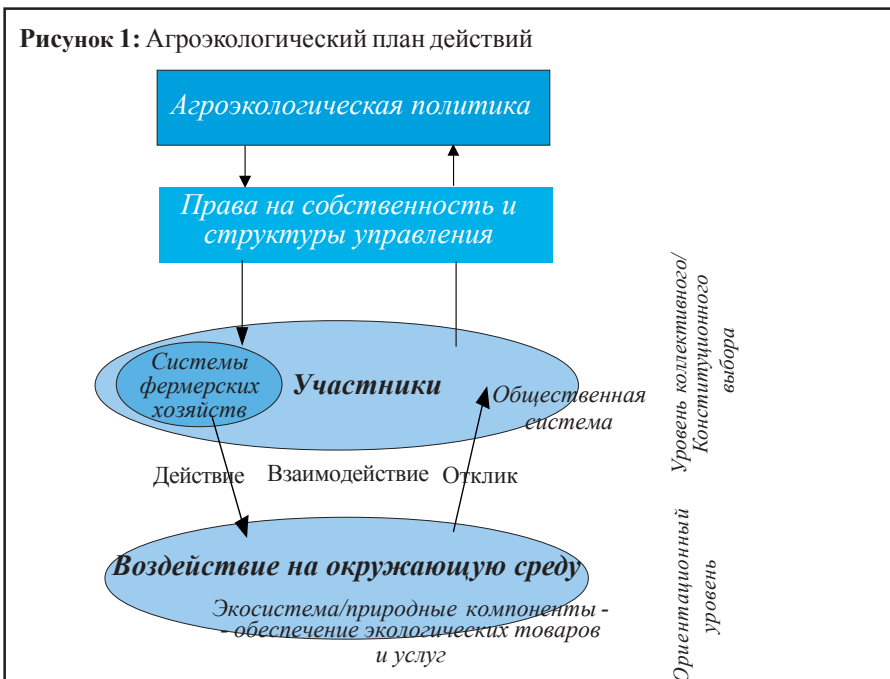 Рисунок 1: Агроэкологический план действий
Агроэкологическая политика
Права на собственность и
структуры управления
Системы
фермерских
хозяйств
Участники
Общественная
система
Действие
Взаимодействие
Отклик
Воздействие на окружающую среду
Экосистема/природные компоненты -
- обеспечение экологических товаров
и услуг
Уровень коллективного/
Конституционного
выбора
Ориентационный
уровень